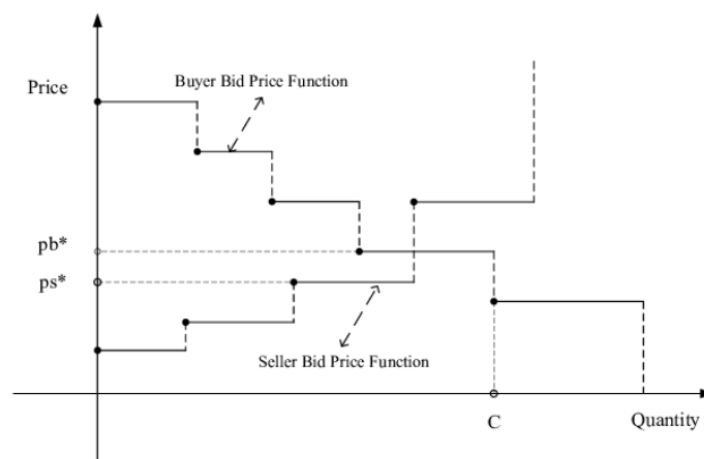 Buyer Bid Price Function
Price
pb*
ps*
Seller Bid Price Function
C
Quantity